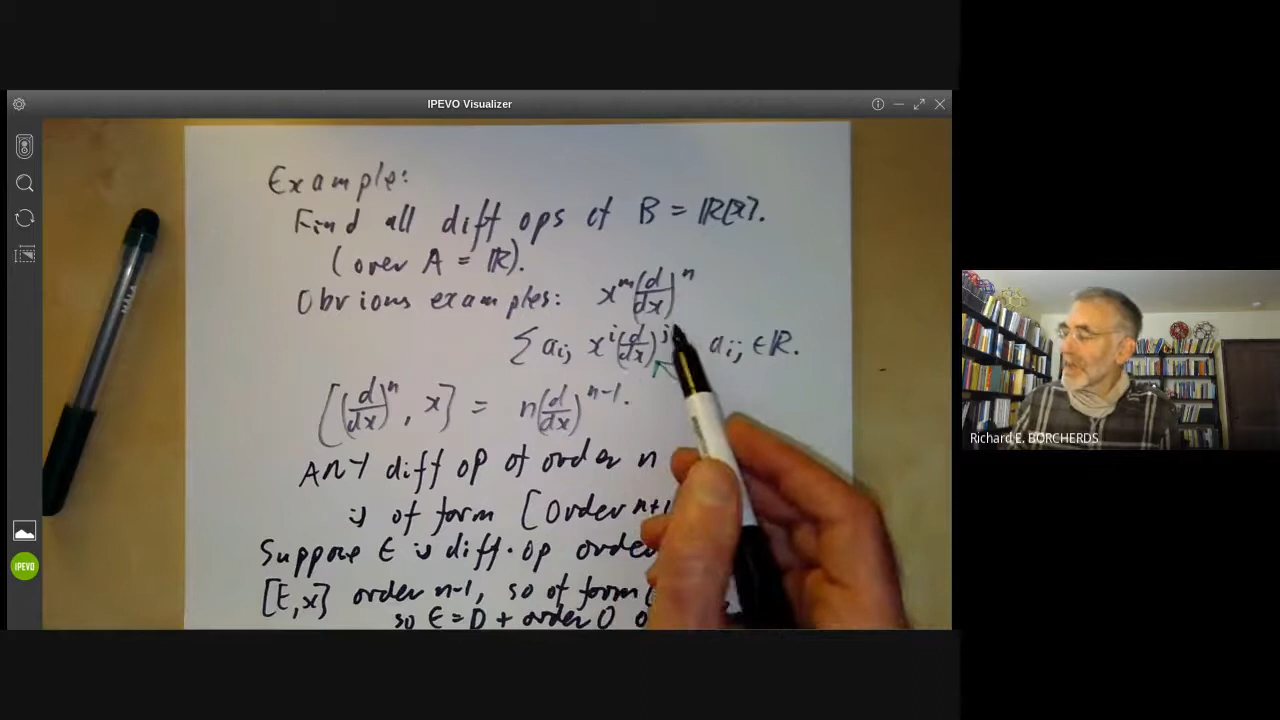 IPEVO Visualizer
Example:
Find all diff ops of B = ℝ[x].
(over A = ℝ).
Obvious examples: x^m (d/dx)^n
∑ a_ij x^i (d/dx)^j a_ij ∈ ℝ.
[(d/dx)^n, x] = n(d/dx)^{n-1}.
ANY diff op of order n
is of form [Order n+1
Suppose E is diff. op order
[E,x] order n-1, so of form
so E = D + order 0
Richard E. BORCHERDS
IPEVO